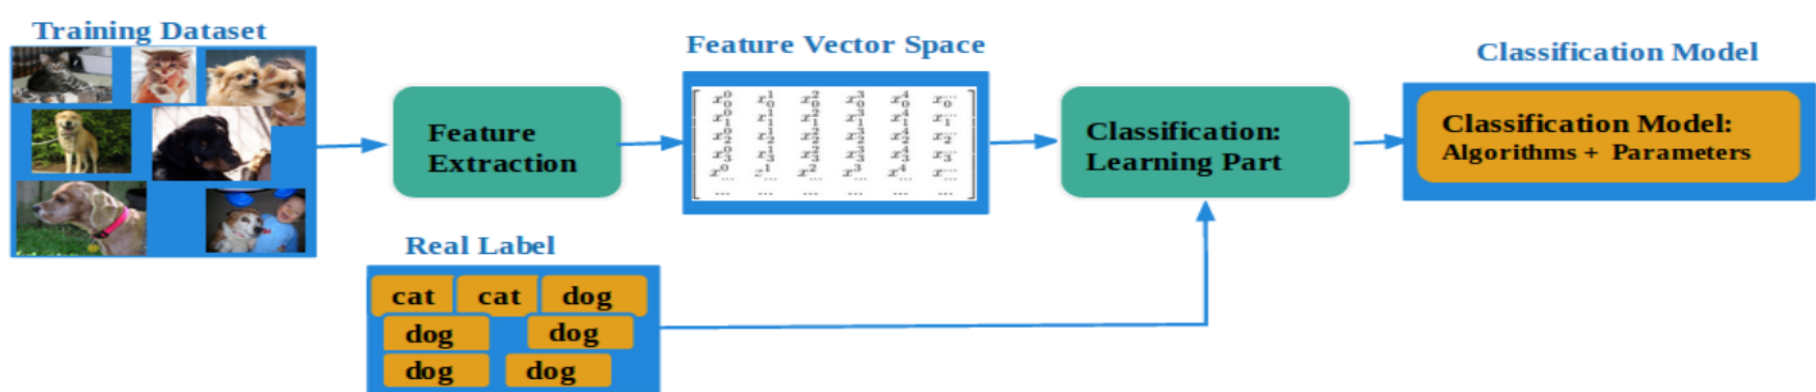 Training Dataset
Feature Vector Space
Classification Model
Feature
Extraction
Classification:
Learning Part
Classification Model:
Algorithms + Parameters
Real Label
cat cat dog
dog dog
dog dog